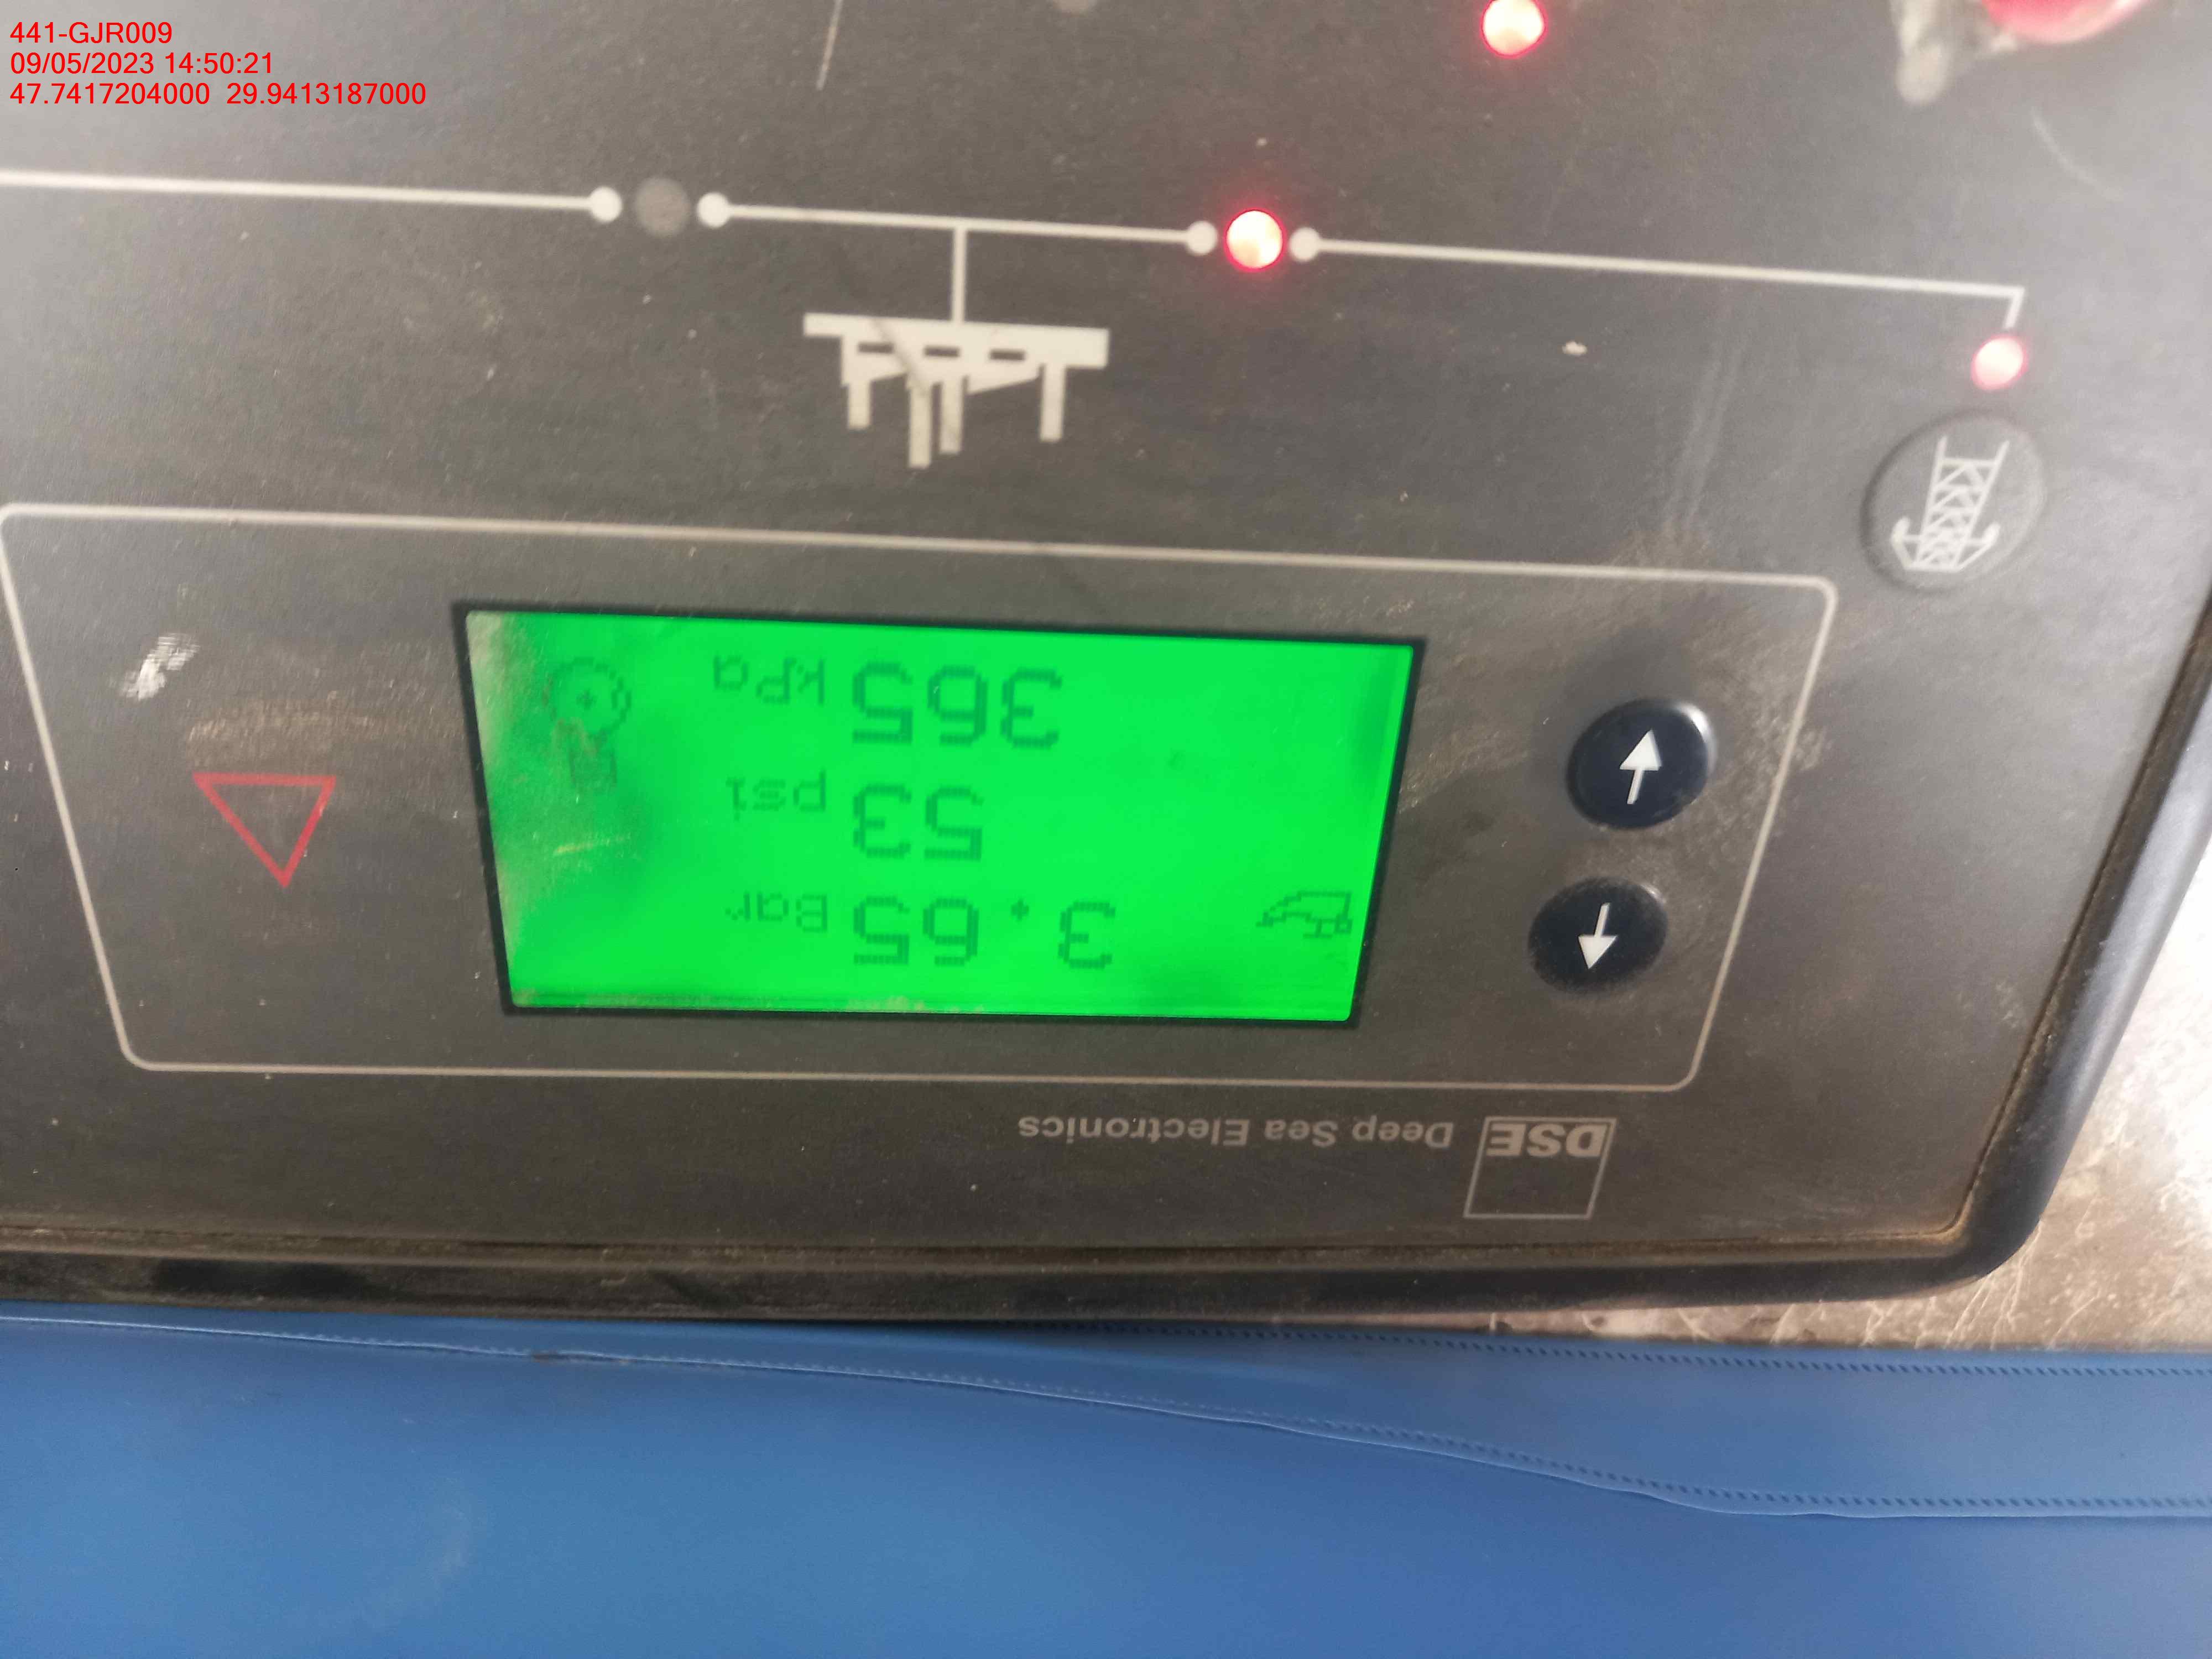 441-GJR009
09/05/2023 14:50:21
47.7417204000 29.9413187000
DSE Deep Sea Electronics
3.65 Bar
53 psi
365 kPa